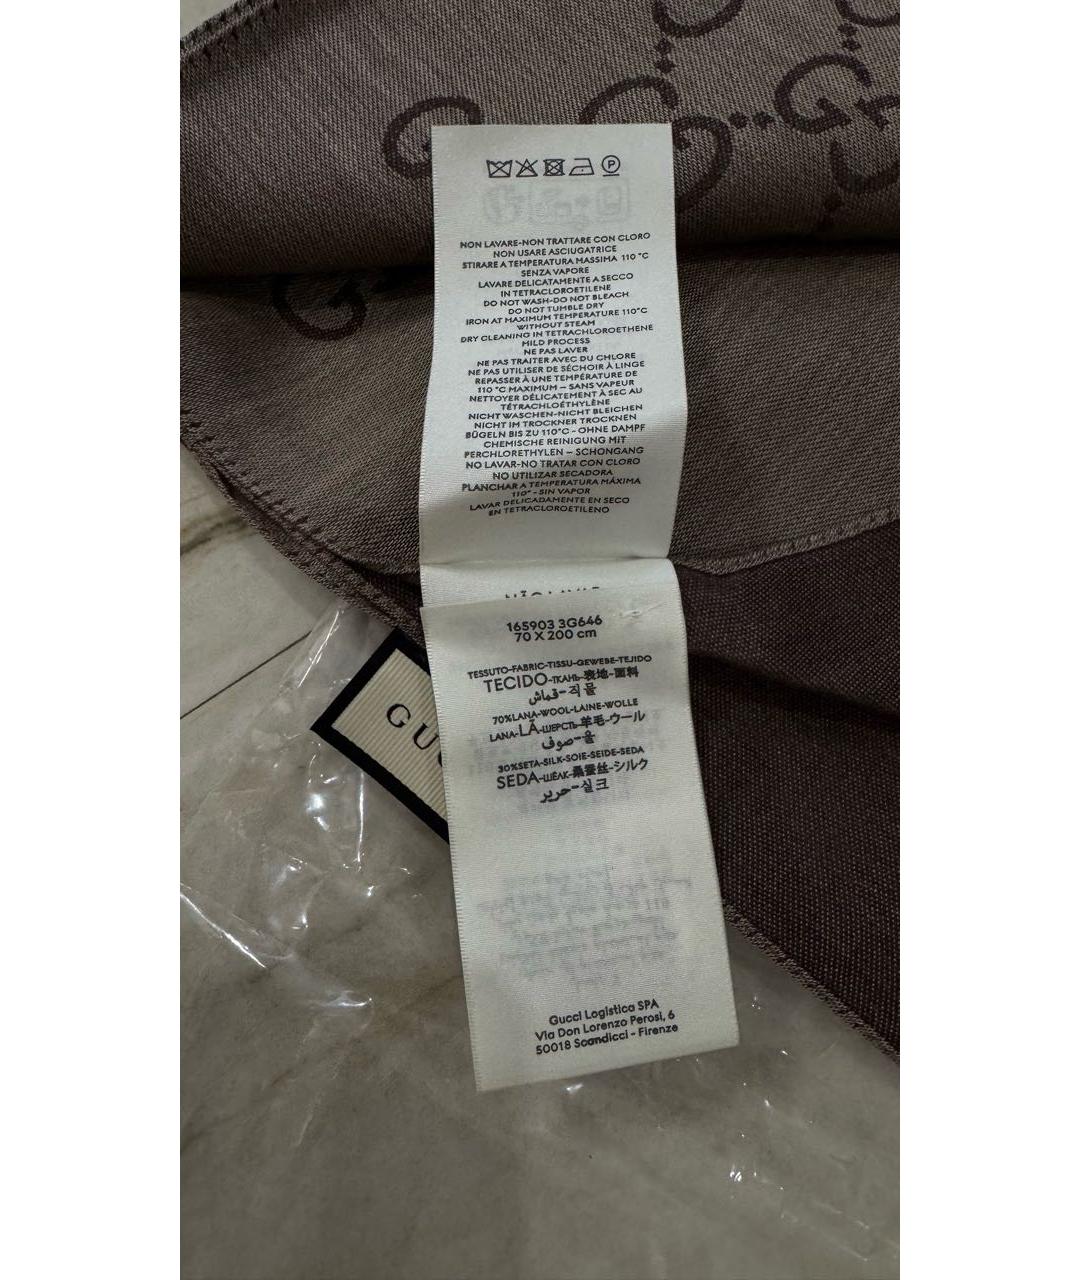 P
NON LAVARE-NON TRATTARE CON CLORO
NON USARE ASCIUGATRICE
STIRARE A TEMPERATURA MASSIMA 110 °C
SENZA VAPORE
LAVARE DELICATAMENTE A SECCO
IN TETRACLOROETILENE
DO NOT WASH-DO NOT BLEACH
DO NOT TUMBLE DRY
IRON AT MAXIMUM TEMPERATURE 110°C
WITHOUT STEAM
DRY CLEANING IN TETRACHLOROETHENE
MILD PROCESS
NE PAS LAVER
NE PAS TRAITER AVEC DU CHLORE
NE PAS UTILISER DE SÉCHOIR À LINGE
REPASSER À UNE TEMPÉRATURE DE
110 °C MAXIMUM – SANS VAPEUR
NETTOYER DÉLICATEMENT À SEC AU
TÉTRACHLOÉTHYLÈNE
NICHT WASCHEN-NICHT BLEICHEN
NICHT IM TROCKNER TROCKNEN
BÜGELN BIS ZU 110°C - OHNE DAMPF
CHEMISCHE REINIGUNG MIT
PERCHLORETHYLEN – SCHONGANG
NO LAVAR-NO TRATAR CON CLORO
NO UTILIZAR SECADORA
PLANCHAR A TEMPERATURA MÁXIMA
110° - SIN VAPOR
LAVAR DELICADAMENTE EN SECO
EN TETRACLOROETILENO
165903 3G646
70 X 200 cm
TESSUTO-FABRIC-TISSU-GEWEBE-TEJIDO
TECIDO-ТКАНЬ-表地-面料
قماش-직물
70%LANA-WOOL-LAINE-WOLLE
LANA-LÃ-ШЕРСТЬ-羊毛-ウール
صوف-울
30%SETA-SILK-SOIE-SEIDE-SEDA
SEDA-ШЁЛК-桑蚕丝-シルク
حرير-실크
GU
Gucci Logistica SPA
Via Don Lorenzo Perosi, 6
50018 Scandicci - Firenze